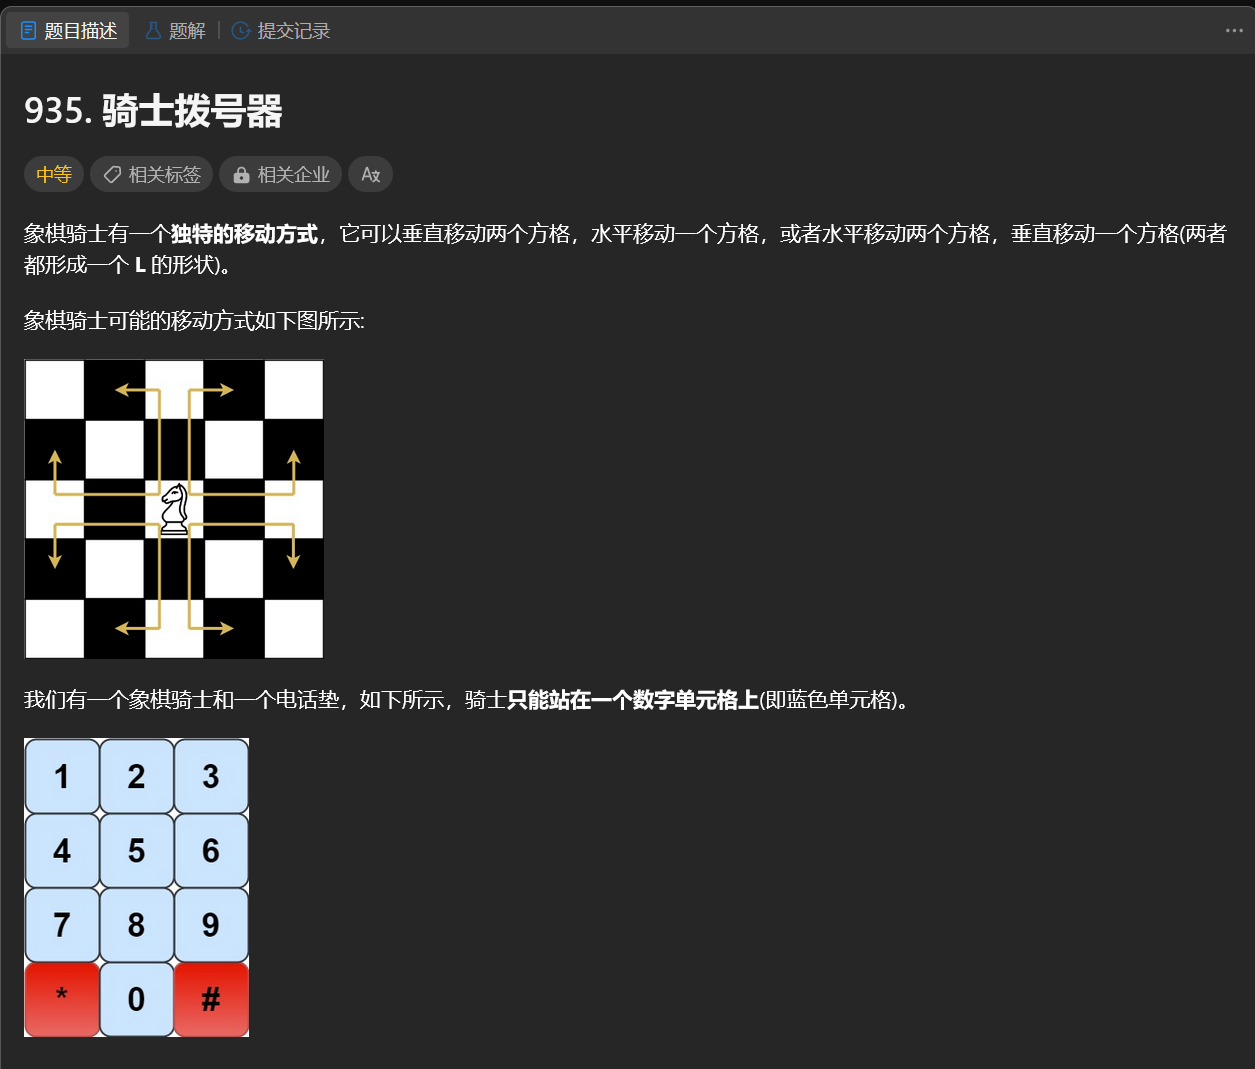 题目描述 题解 提交记录
935. 骑士拨号器
中等 相关标签 相关企业
象棋骑士有一个独特的移动方式，它可以垂直移动两个方格，水平移动一个方格，或者水平移动两个方格，垂直移动一个方格(两者
都形成一个 L 的形状)。
象棋骑士可能的移动方式如下图所示:
我们有一个象棋骑士和一个电话垫，如下所示，骑士只能站在一个数字单元格上(即蓝色单元格)。
1 2 3
4 5 6
7 8 9
* 0 #